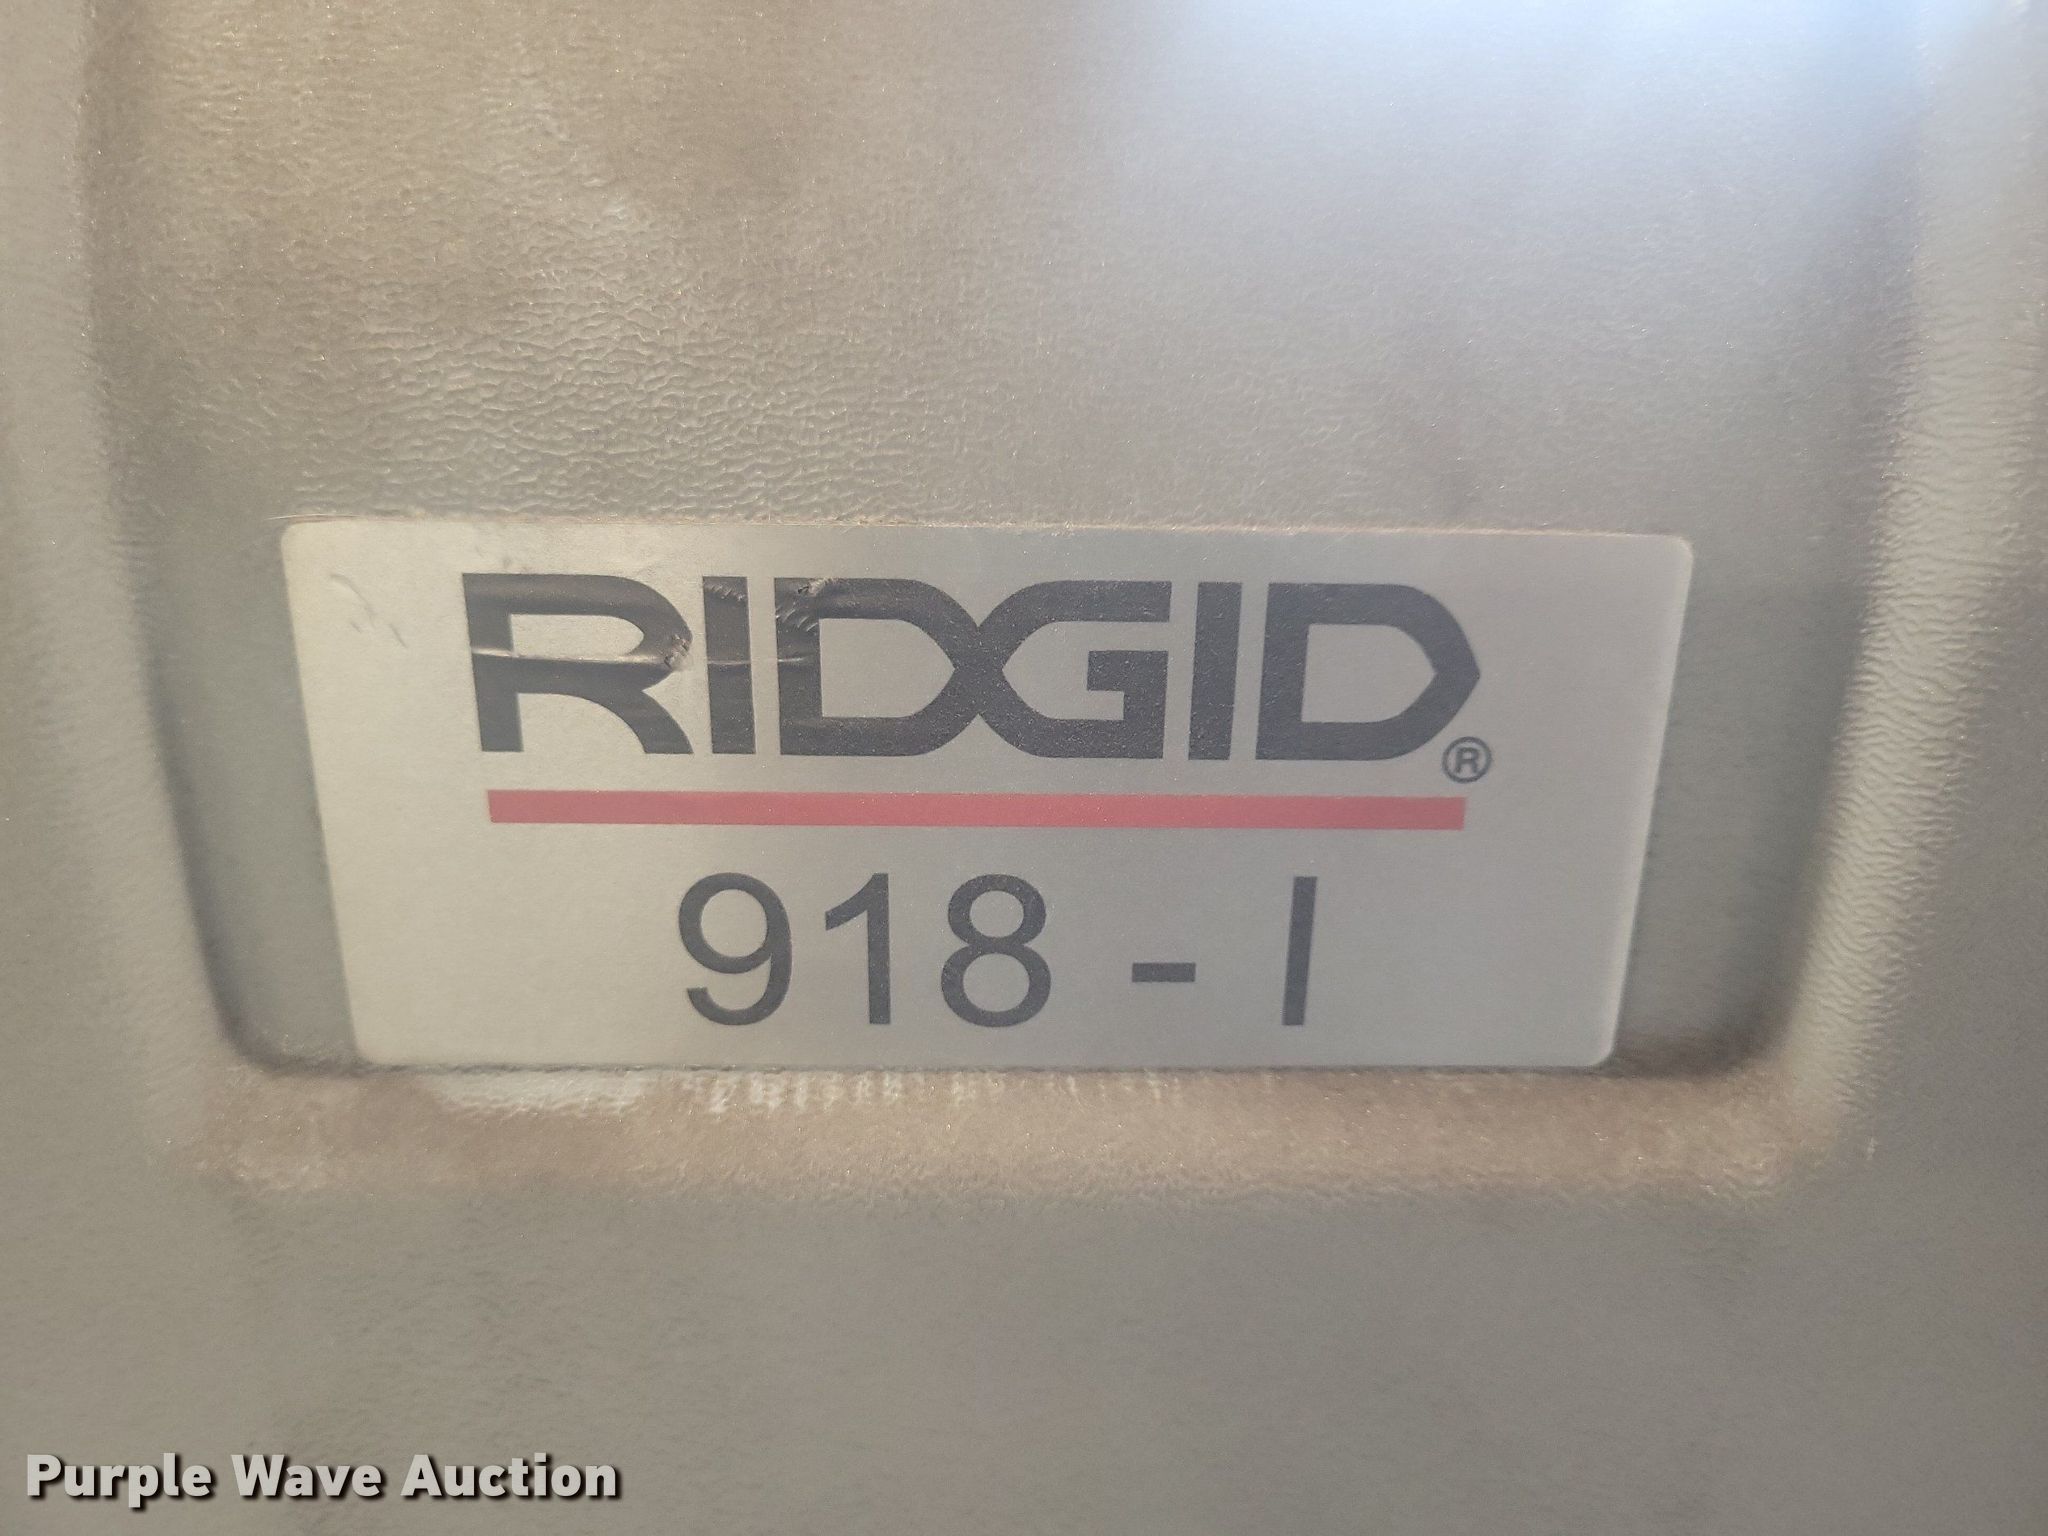 RIDGID®
918 - I
Purple Wave Auction